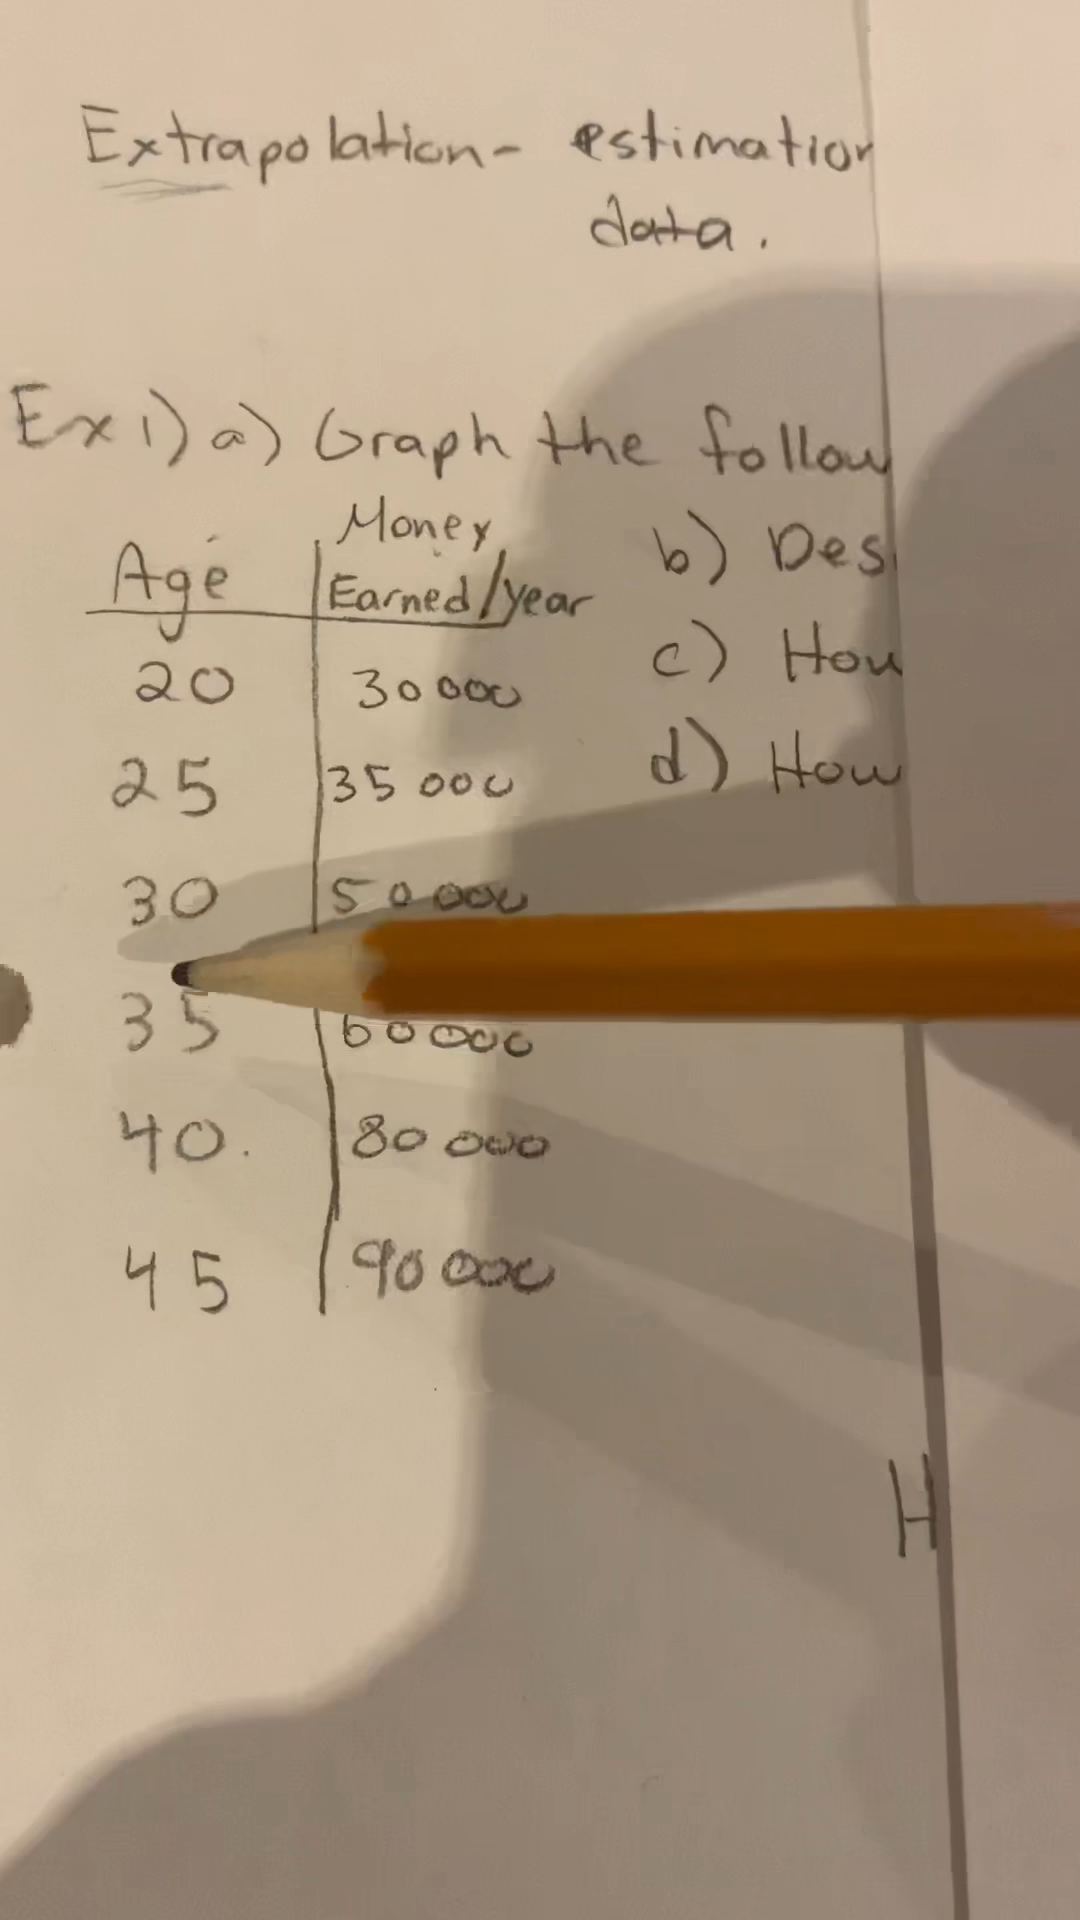 Extrapolation- estimation
data.
Ex 1) a) Graph the follow
Age | Money Earned/year
20 | 30 000
25 | 35 000
30 | 50 000
35 | 60 000
40. | 80 000
45 | 90 000
b) Des
c) How
d) How
H